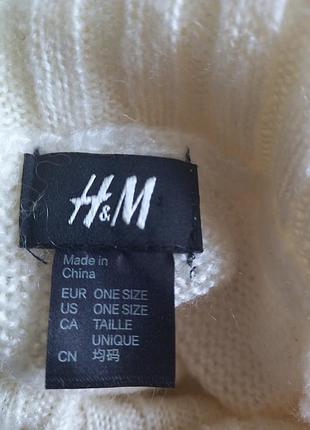 H&M
Made in
China
EUR ONE SIZE
US ONE SIZE
CA TAILLE
UNIQUE
CN 均码